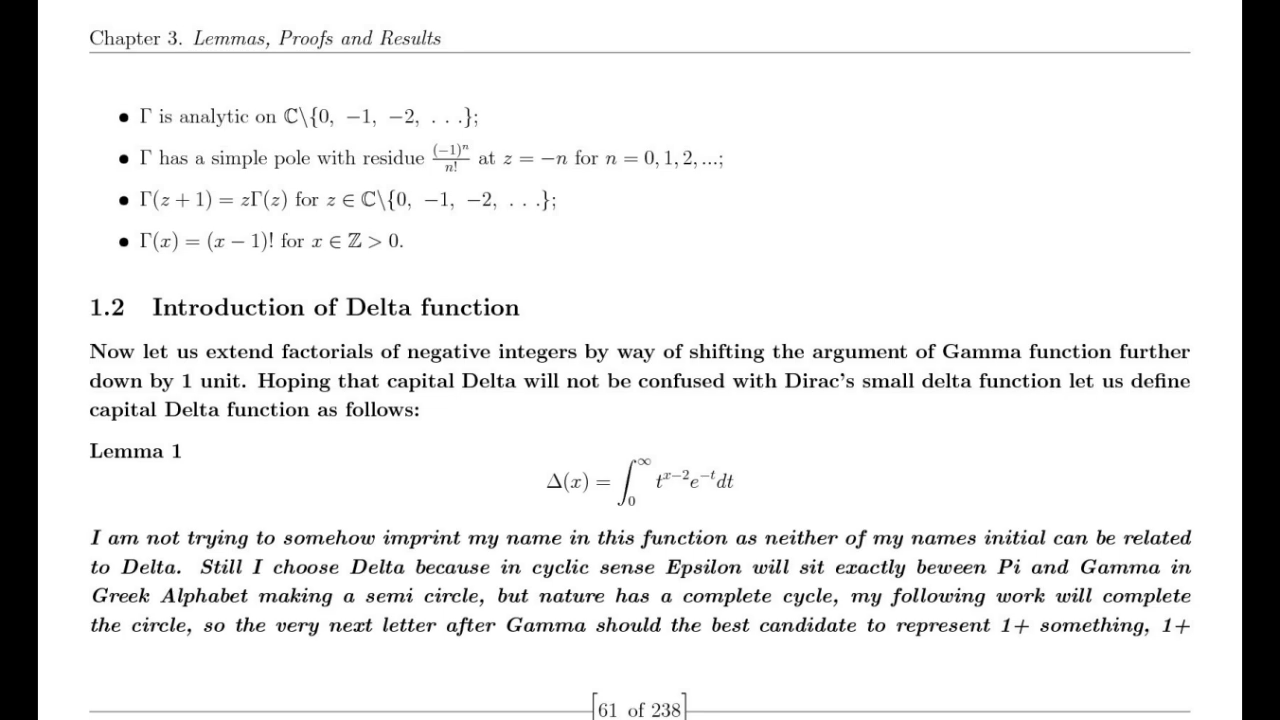 Chapter 3. Lemmas, Proofs and Results
• Γ is analytic on ℂ\{0, −1, −2, . . .};
• Γ has a simple pole with residue (−1)ⁿ/n! at z = −n for n = 0, 1, 2, ...;
• Γ(z + 1) = zΓ(z) for z ∈ ℂ\{0, −1, −2, . . .};
• Γ(x) = (x − 1)! for x ∈ ℤ > 0.
1.2 Introduction of Delta function
Now let us extend factorials of negative integers by way of shifting the argument of Gamma function further
down by 1 unit. Hoping that capital Delta will not be confused with Dirac's small delta function let us define
capital Delta function as follows:
Lemma 1
Δ(x) = ∫₀^∞ t^{x−2}e^{−t}dt
I am not trying to somehow imprint my name in this function as neither of my names initial can be related
to Delta. Still I choose Delta because in cyclic sense Epsilon will sit exactly beween Pi and Gamma in
Greek Alphabet making a semi circle, but nature has a complete cycle, my following work will complete
the circle, so the very next letter after Gamma should the best candidate to represent 1+ something, 1+
[61 of 238]